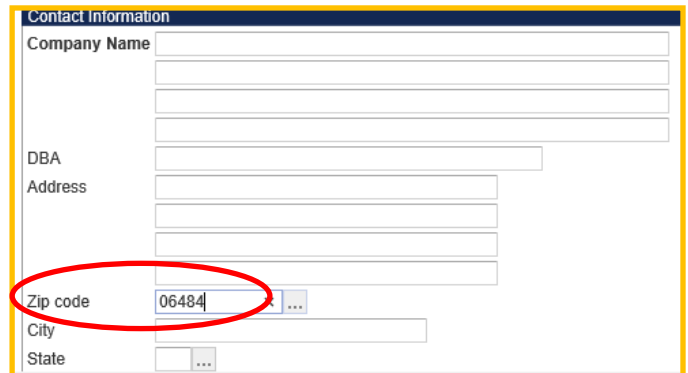 Contact Information
Company Name
DBA
Address
Zip code 06484 × ...
City
State ...